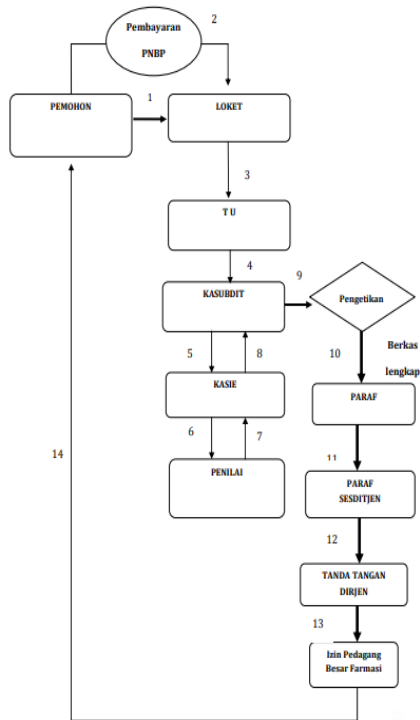 2
Pembayaran
PNBP
1
PEMOHON
LOKET
3
T U
4
9
KASUBDIT
Pengetikan
5
8
10
Berkas
lengkap
KASIE
PARAF
6
7
14
11
PENILAI
PARAF
SESDITJEN
12
TANDA TANGAN
DIRJEN
13
Izin Pedagang
Besar Farmasi